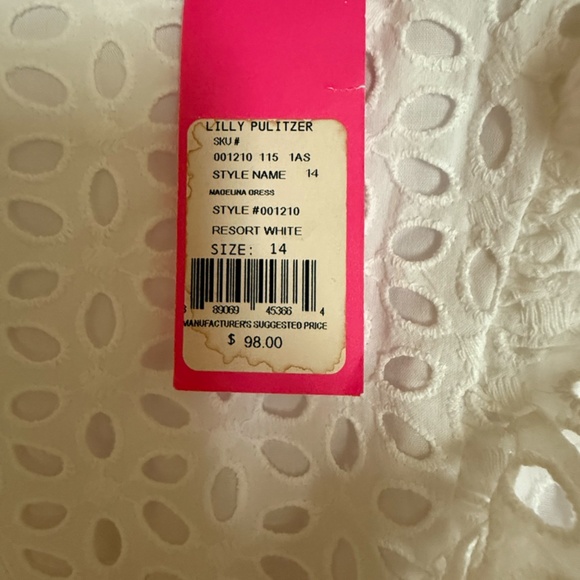 LILLY PULITZER
SKU #
001210 115 1AS
STYLE NAME 14
MADELINA DRESS
STYLE #001210
RESORT WHITE
SIZE: 14
89069 45366 4
MANUFACTURER'S SUGGESTED PRICE
$ 98.00